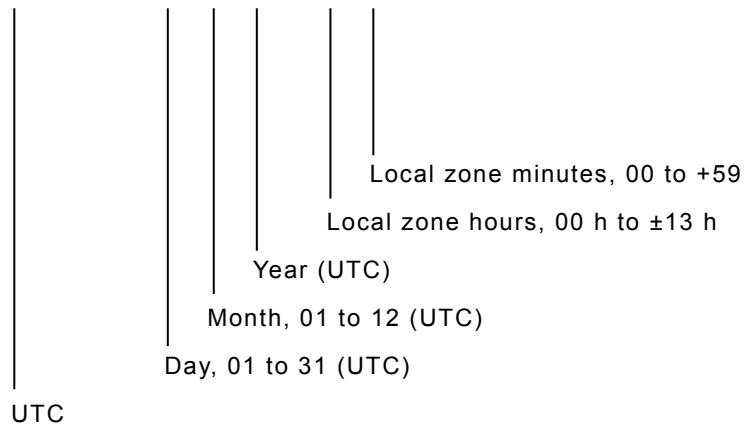 Local zone minutes, 00 to +59
Local zone hours, 00 h to ±13 h
Year (UTC)
Month, 01 to 12 (UTC)
Day, 01 to 31 (UTC)
UTC